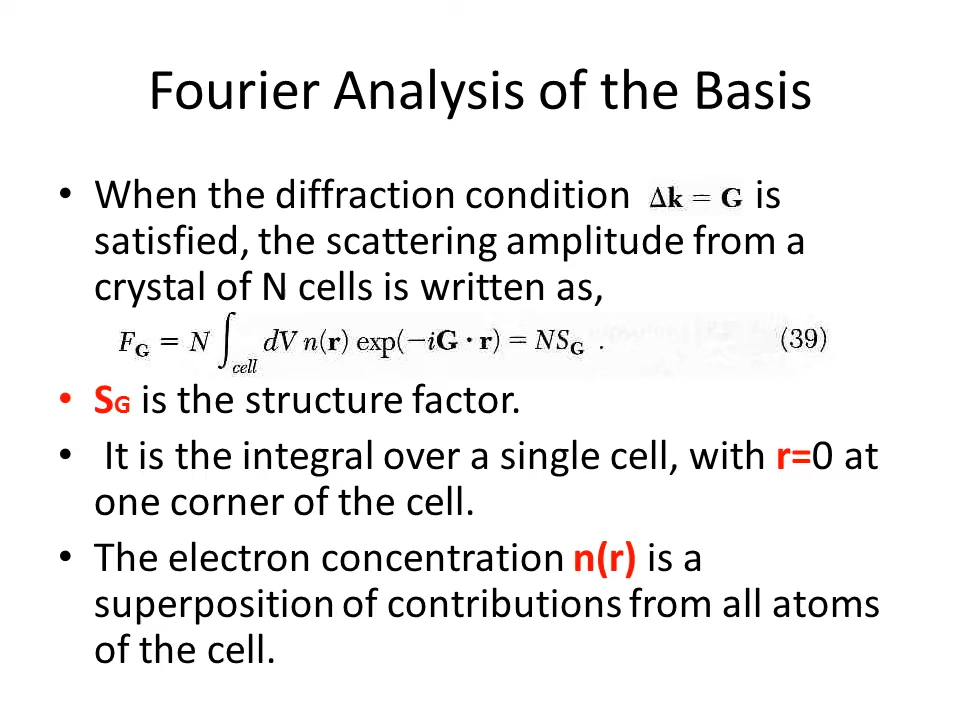 Fourier Analysis of the Basis
• When the diffraction condition Δk = G is
satisfied, the scattering amplitude from a
crystal of N cells is written as,
F_G = N ∫_cell dV n(r) exp(−iG · r) = NS_G . (39)
• SG is the structure factor.
• It is the integral over a single cell, with r=0 at
one corner of the cell.
• The electron concentration n(r) is a
superposition of contributions from all atoms
of the cell.